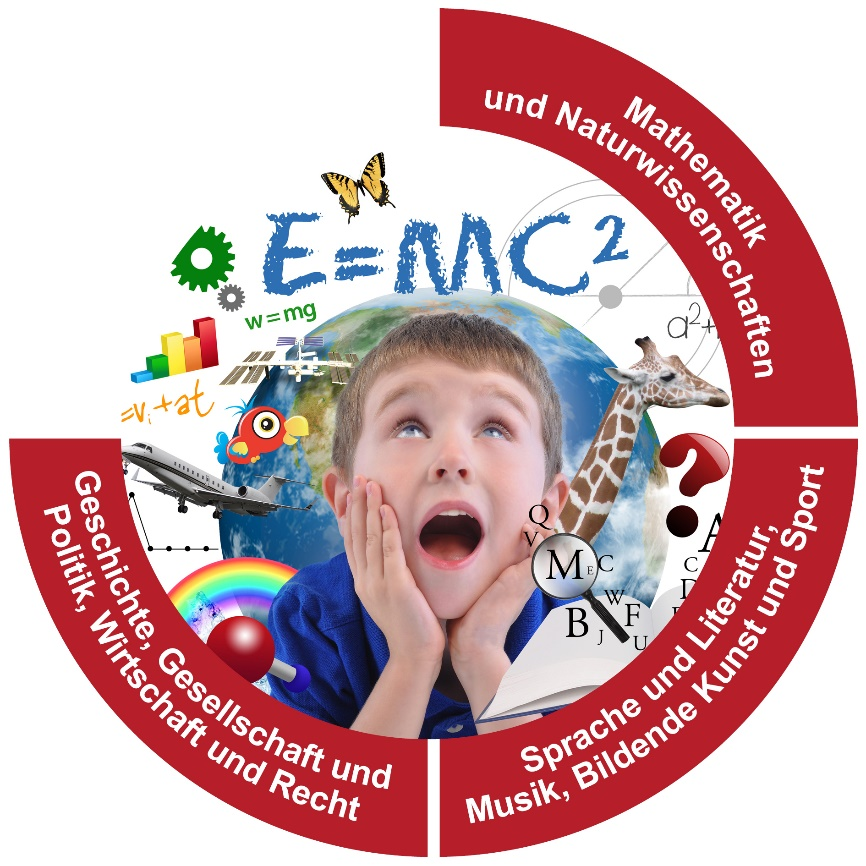 Mathematik
und Naturwissenschaften
E=MC²
w=mg
a²+
=vᵢ+at
Q
V
M
E
C
W
B
J
F
U
A
C
D
Geschichte, Gesellschaft und
Politik, Wirtschaft und Recht
Sprache und Literatur,
Musik, Bildende Kunst und Sport